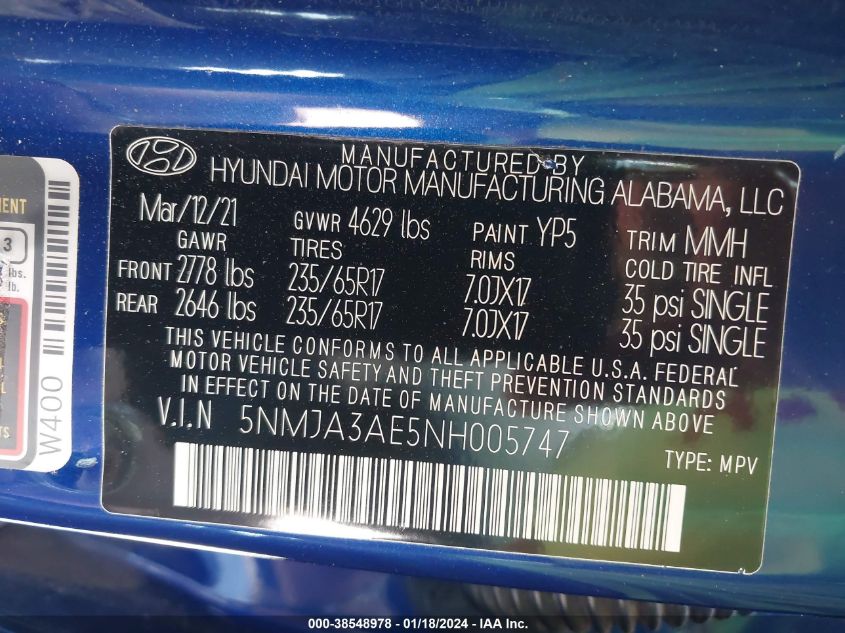 MENT
3
lbs.
lb.
W400
MANUFACTURED BY
HYUNDAI MOTOR MANUFACTURING ALABAMA, LLC
Mar/12/21 GVWR 4629 lbs PAINT YP5 TRIM MMH
GAWR TIRES RIMS COLD TIRE INFL
FRONT 2778 lbs 235/65R17 7.0JX17 35 psi SINGLE
REAR 2646 lbs 235/65R17 7.0JX17 35 psi SINGLE
THIS VEHICLE CONFORMS TO ALL APPLICABLE U.S.A. FEDERAL
MOTOR VEHICLE SAFETY AND THEFT PREVENTION STANDARDS
IN EFFECT ON THE DATE OF MANUFACTURE SHOWN ABOVE
V.I.N 5NMJA3AE5NH005747
TYPE: MPV
000-38548978 - 01/18/2024 - IAA Inc.